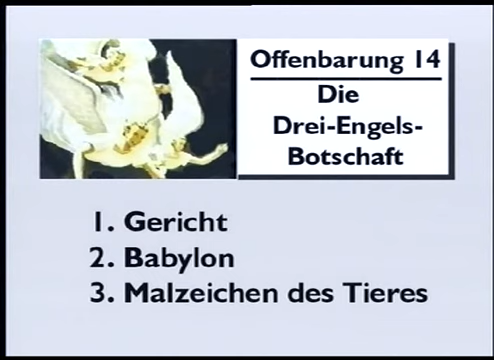 Offenbarung 14
Die
Drei-Engels-
Botschaft
1. Gericht
2. Babylon
3. Malzeichen des Tieres